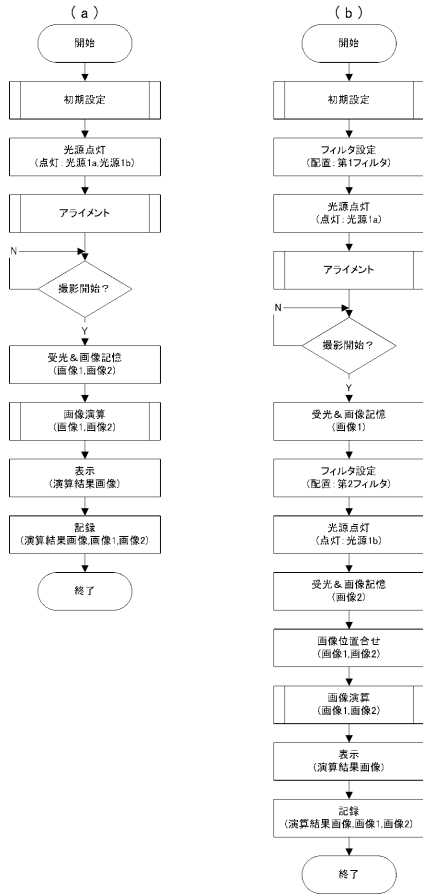 (a)
開始
初期設定
光源点灯
(点灯：光源1a,光源1b)
アライメント
N
撮影開始？
Y
受光＆画像記憶
(画像1,画像2)
画像演算
(画像1,画像2)
表示
(演算結果画像)
記録
(演算結果画像,画像1,画像2)
終了
(b)
開始
初期設定
フィルタ設定
(配置：第1フィルタ)
光源点灯
(点灯：光源1a)
アライメント
N
撮影開始？
Y
受光＆画像記憶
(画像1)
フィルタ設定
(配置：第2フィルタ)
光源点灯
(点灯：光源1b)
受光＆画像記憶
(画像2)
画像位置合せ
(画像1,画像2)
画像演算
(画像1,画像2)
表示
(演算結果画像)
記録
(演算結果画像,画像1,画像2)
終了